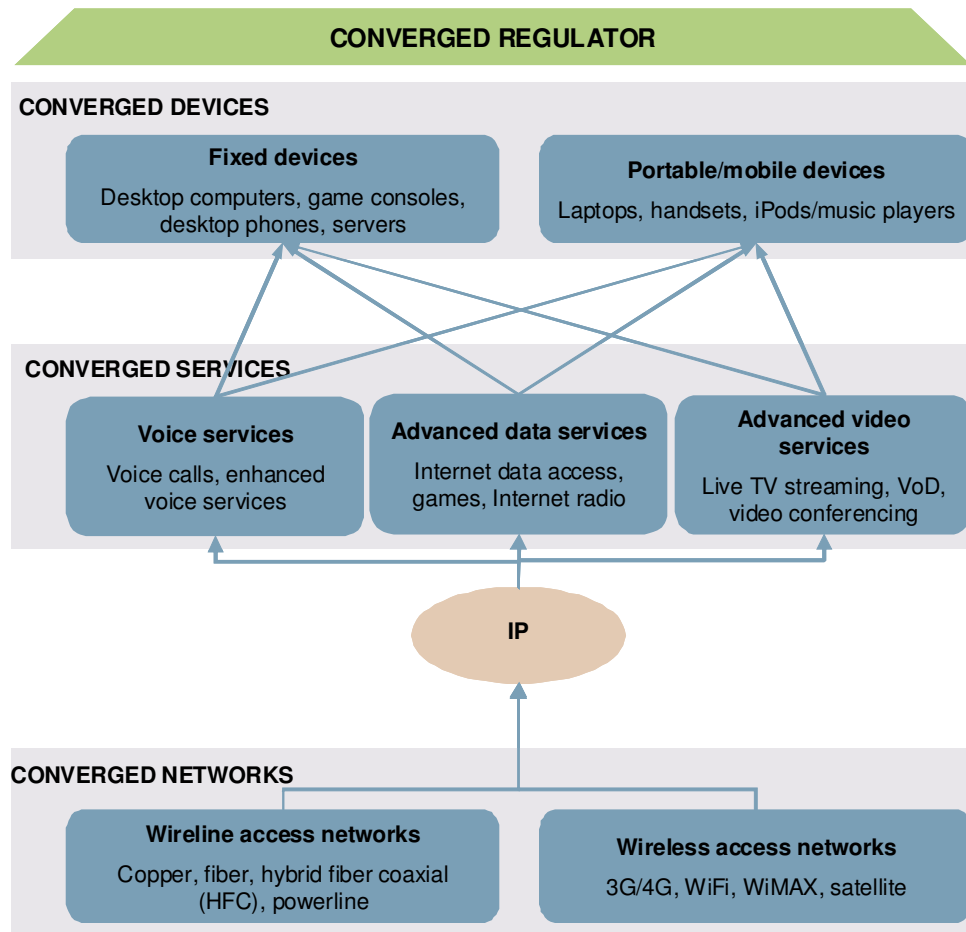 CONVERGED REGULATOR
CONVERGED DEVICES
Fixed devices
Desktop computers, game consoles,
desktop phones, servers
Portable/mobile devices
Laptops, handsets, iPods/music players
CONVERGED SERVICES
Voice services
Voice calls, enhanced
voice services
Advanced data services
Internet data access,
games, Internet radio
Advanced video
services
Live TV streaming, VoD,
video conferencing
IP
CONVERGED NETWORKS
Wireline access networks
Copper, fiber, hybrid fiber coaxial
(HFC), powerline
Wireless access networks
3G/4G, WiFi, WiMAX, satellite